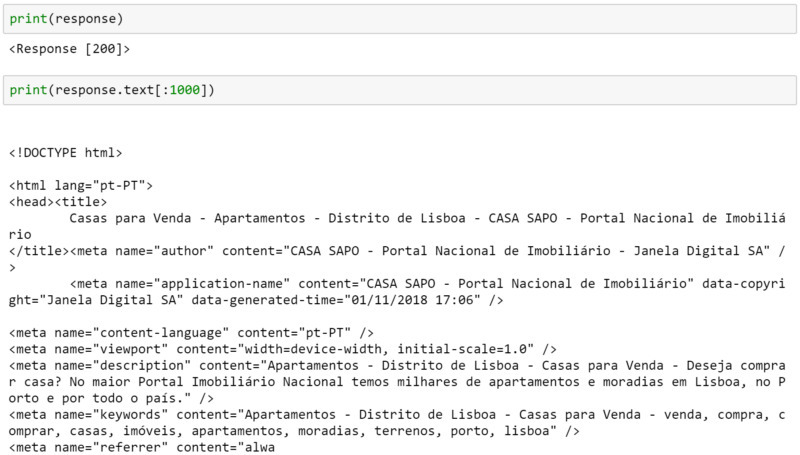 print(response)
<Response [200]>
print(response.text[:1000])
<!DOCTYPE html>
<html lang="pt-PT">
<head><title>
        Casas para Venda - Apartamentos - Distrito de Lisboa - CASA SAPO - Portal Nacional de Imobiliá
rio
</title><meta name="author" content="CASA SAPO - Portal Nacional de Imobiliário - Janela Digital SA" /
>
        <meta name="application-name" content="CASA SAPO - Portal Nacional de Imobiliário" data-copyri
ght="Janela Digital SA" data-generated-time="01/11/2018 17:06" />
<meta name="content-language" content="pt-PT" />
<meta name="viewport" content="width=device-width, initial-scale=1.0" />
<meta name="description" content="Apartamentos - Distrito de Lisboa - Casas para Venda - Deseja compra
r casa? No maior Portal Imobiliário Nacional temos milhares de apartamentos e moradias em Lisboa, no P
orto e por todo o país." />
<meta name="keywords" content="Apartamentos - Distrito de Lisboa - Casas para Venda - venda, compra, c
omprar, casas, imóveis, apartamentos, moradias, terrenos, porto, lisboa" />
<meta name="referrer" content="alwa